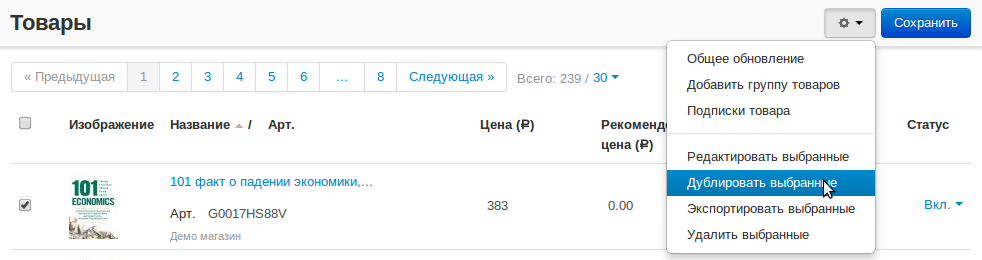 Товары
Сохранить
« Предыдущая 1 2 3 4 5 6 ... 8 Следующая » Всего: 239 / 30
Общее обновление
Добавить группу товаров
Подписки товара
Редактировать выбранные
Дублировать выбранные
Экспортировать выбранные
Удалить выбранные
Изображение Название / Арт. Цена (₽) Рекоменд Статус
цена (₽)
101
ECONOMICS
101 факт о падении экономики,...
Арт. G0017HS88V 383 0.00 Вкл.
Демо магазин